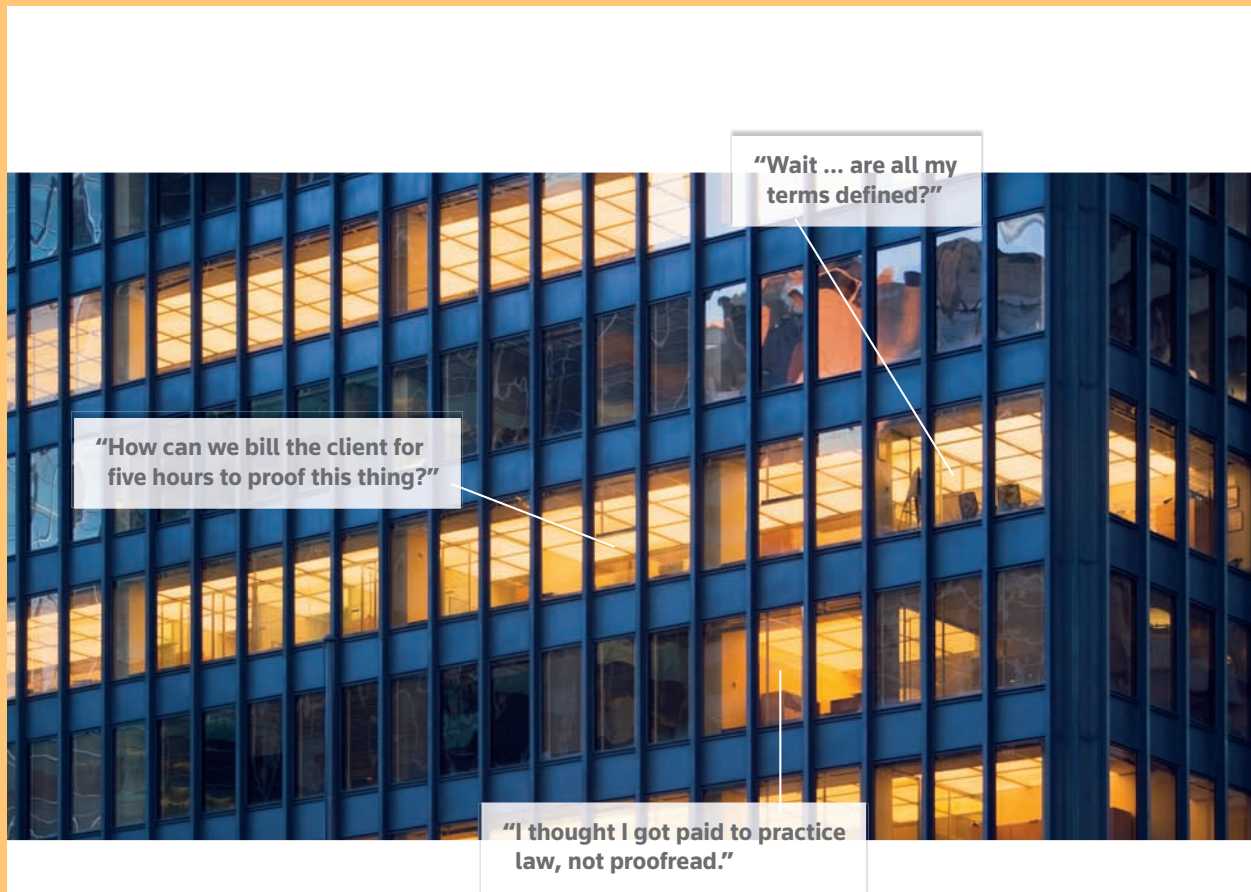 “Wait ... are all my
terms defined?”
“How can we bill the client for
five hours to proof this thing?”
“I thought I got paid to practice
law, not proofread.”